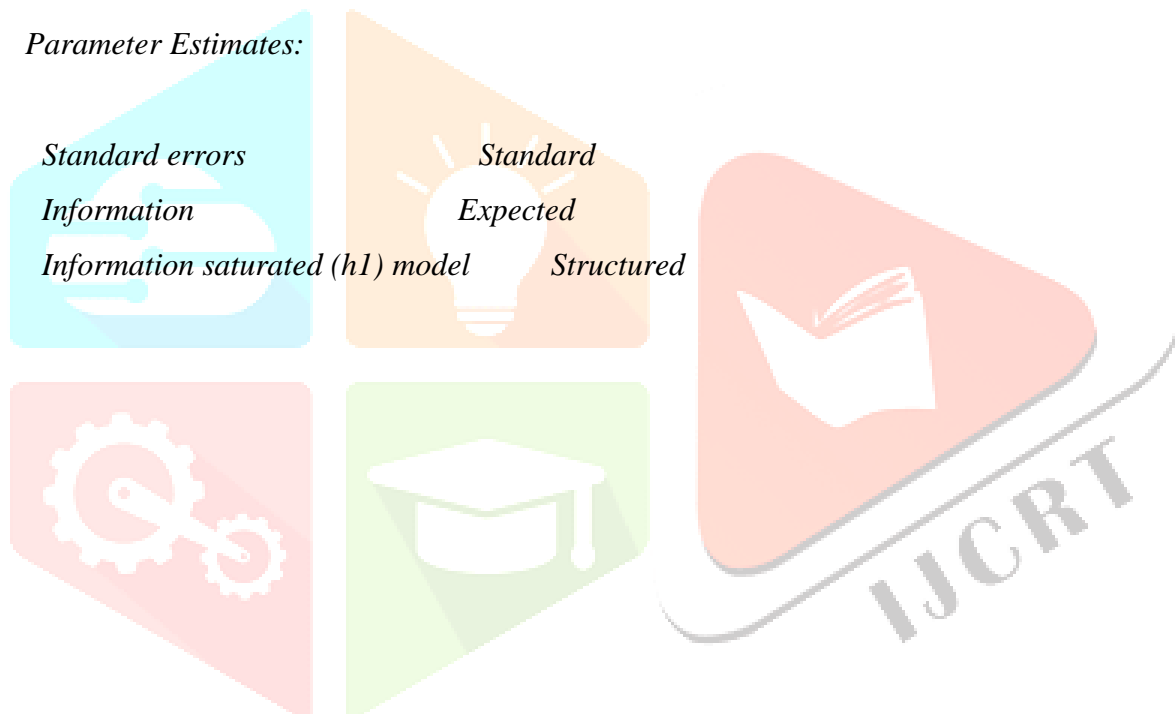 Parameter Estimates:
Standard errors Standard
Information Expected
Information saturated (h1) model Structured
IJCRT